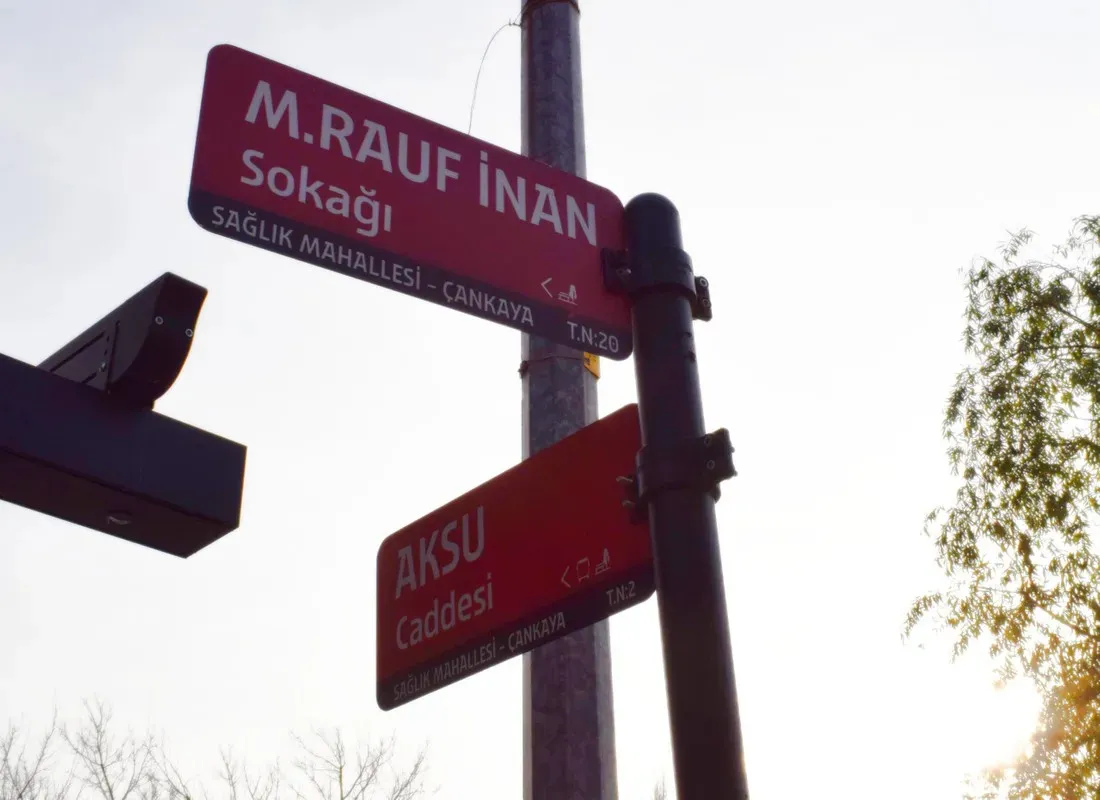 M.RAUF İNAN
Sokağı
SAĞLIK MAHALLESİ - ÇANKAYA
T.N:20
AKSU
Caddesi
SAĞLIK MAHALLESİ - ÇANKAYA
T.N:2